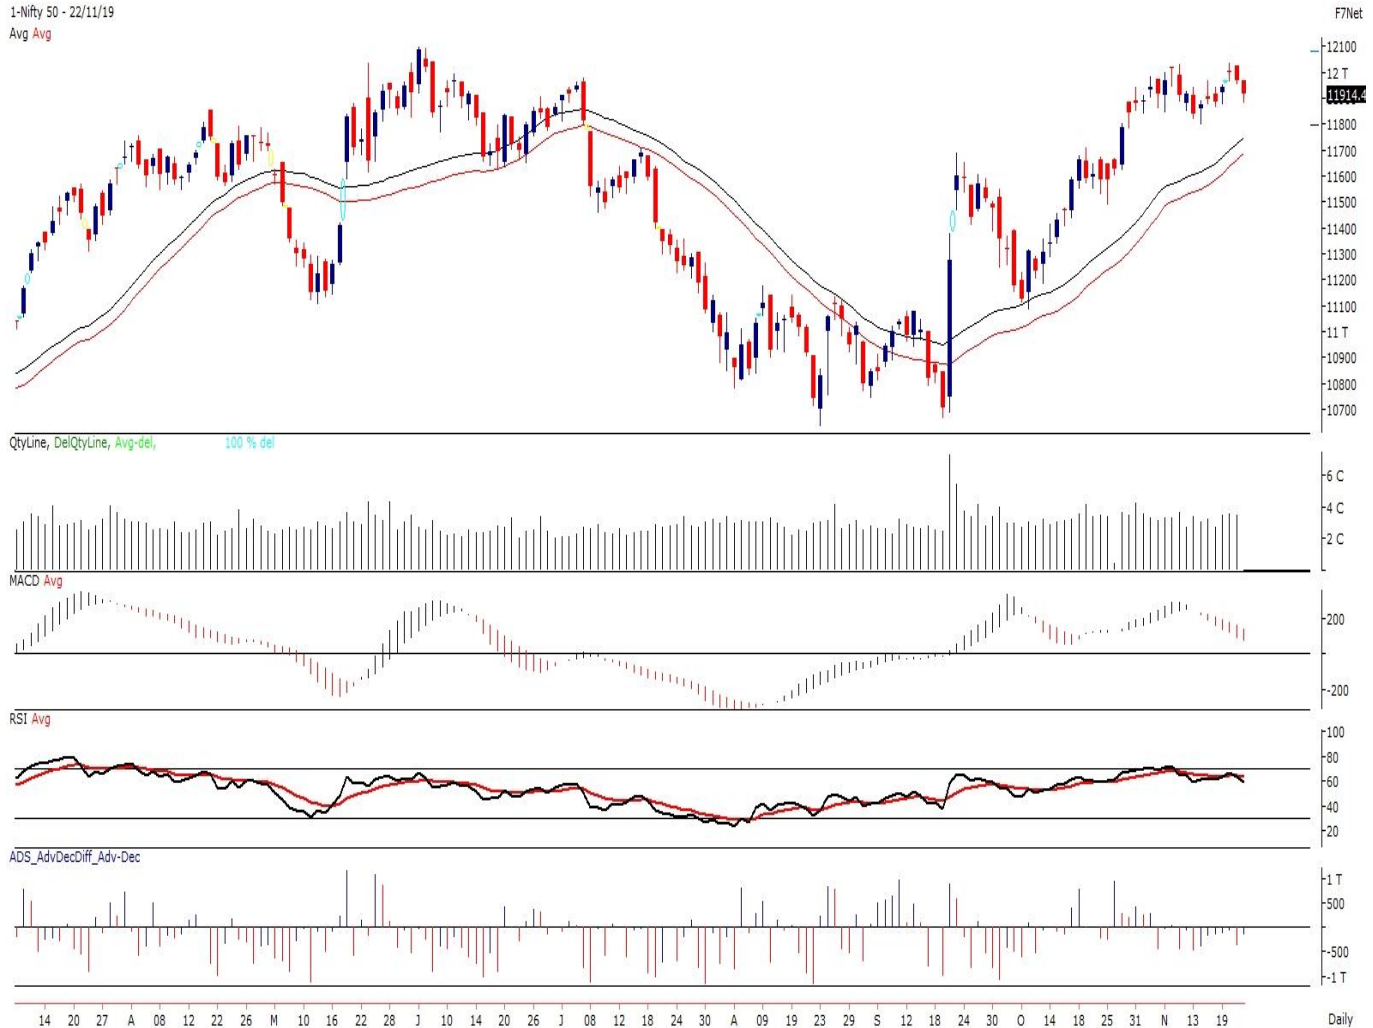 1-Nifty 50 - 22/11/19
F7Net
Avg Avg
12100
12 T
11914.4
11800
11700
11600
11500
11400
11300
11200
11100
11 T
10900
10800
10700
QtyLine, DelQtyLine, Avg-del, 100 % del
6 C
4 C
2 C
MACD Avg
200
-200
RSI Avg
100
80
60
40
20
ADS_AdvDecDiff_Adv-Dec
1 T
500
-500
-1 T
14 20 27 A 08 12 22 26 M 10 16 22 28 J 10 14 20 26 J 08 12 18 24 30 A 09 19 23 29 S 12 18 24 30 O 14 18 25 31 N 13 19 Daily